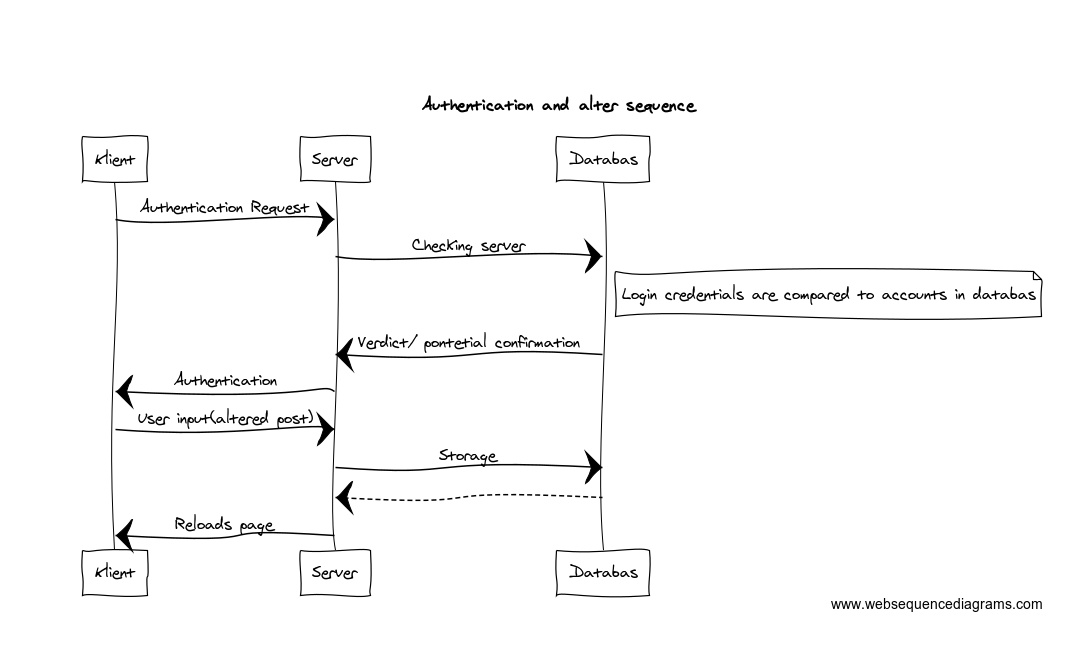 Authentication and alter sequence
Klient
Server
Databas
Authentication Request
Checking server
Login credentials are compared to accounts in databas
Verdict/ pontetial confirmation
Authentication
User input(altered post)
Storage
Reloads page
Klient
Server
Databas
www.websequencediagrams.com